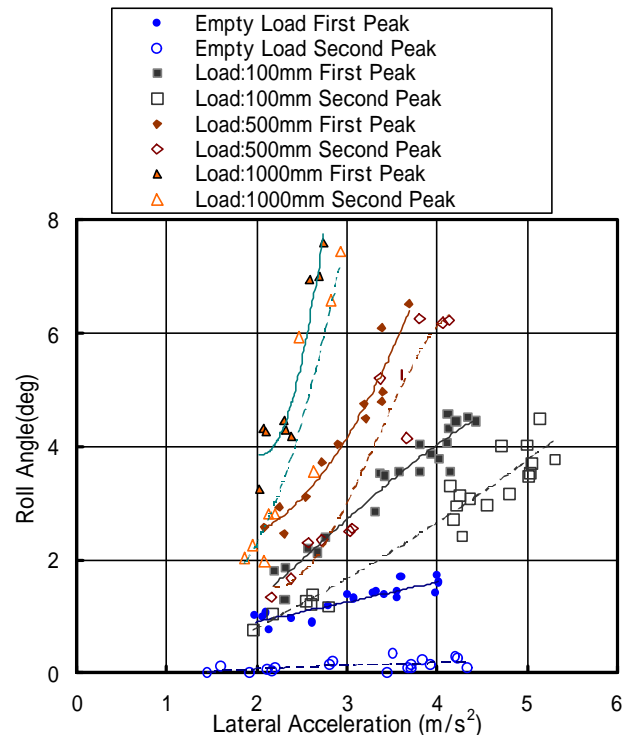 Empty Load First Peak
Empty Load Second Peak
Load:100mm First Peak
Load:100mm Second Peak
Load:500mm First Peak
Load:500mm Second Peak
Load:1000mm First Peak
Load:1000mm Second Peak
8
6
4
2
0
Roll Angle(deg)
0 1 2 3 4 5 6
Lateral Acceleration (m/s²)